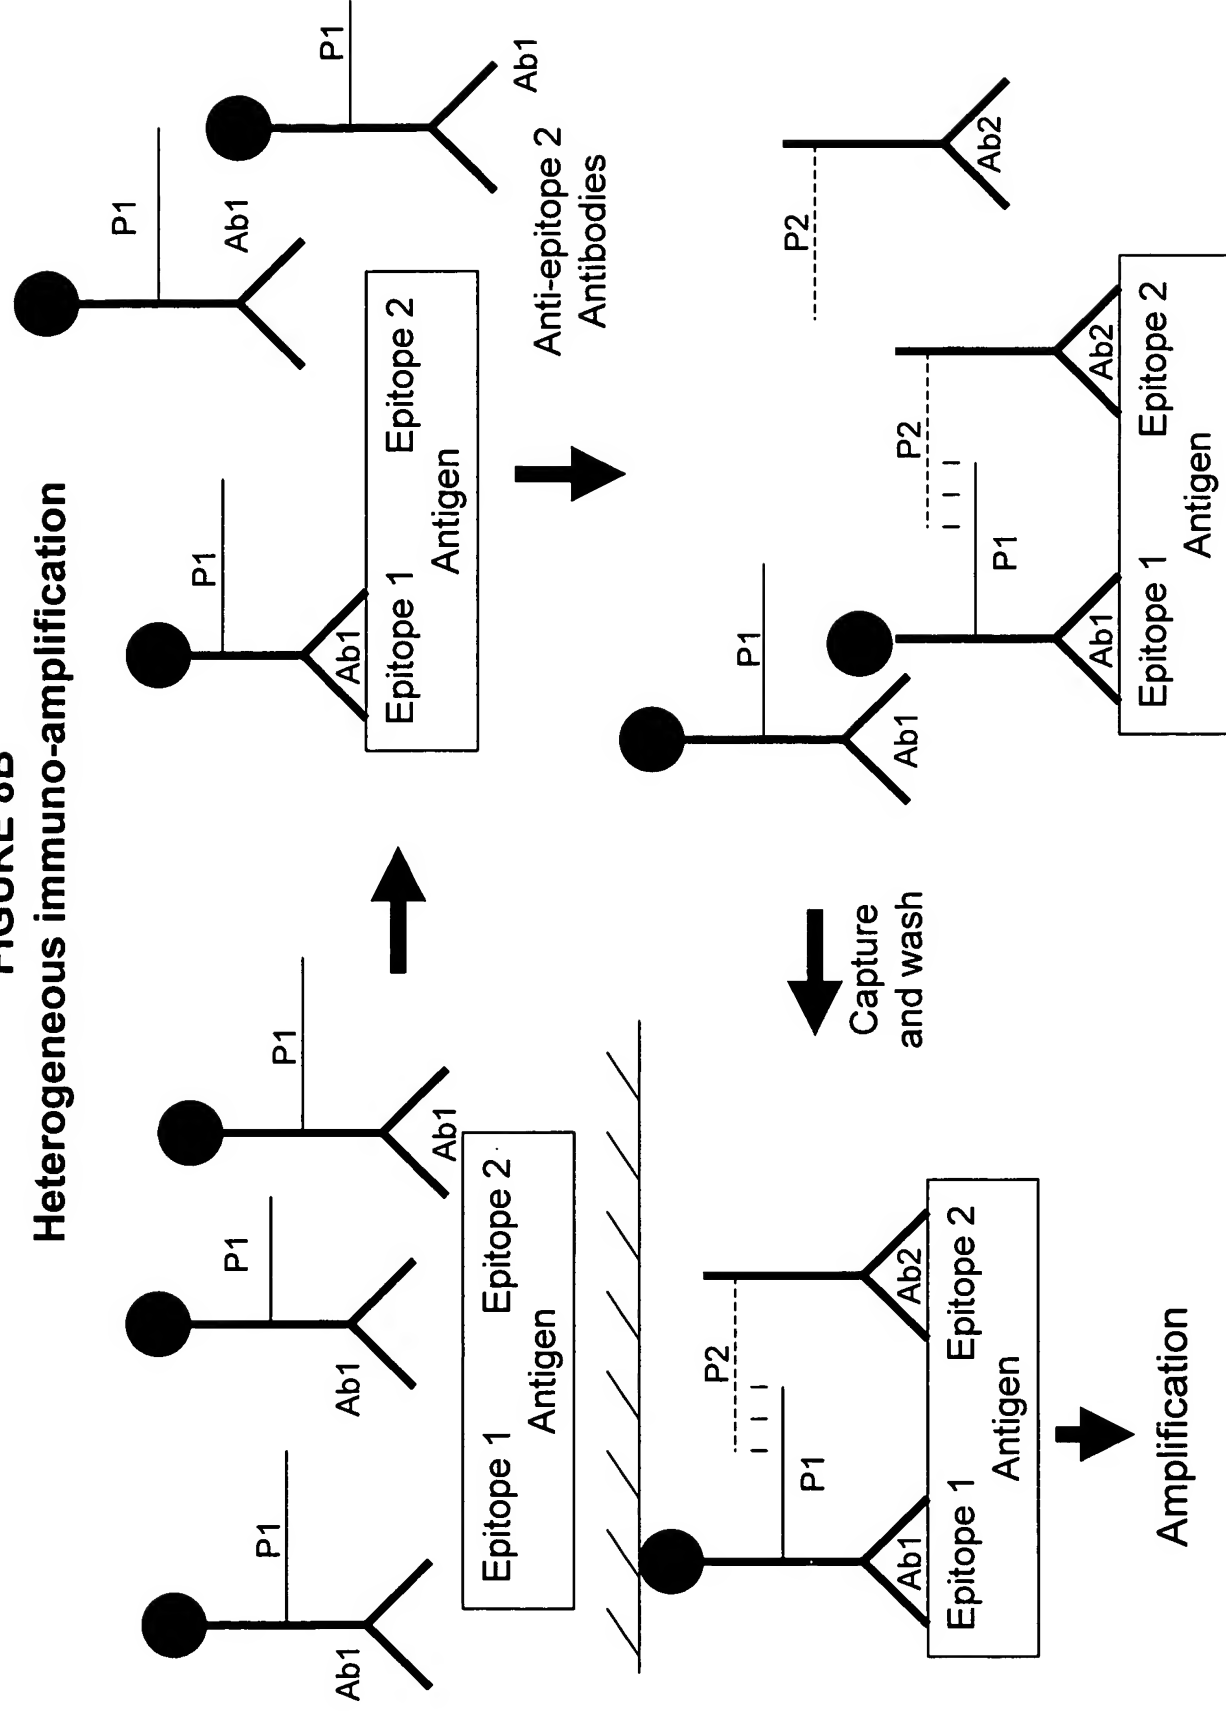 FIGURE
Heterogeneous immuno-amplification
P1
P1
P1
Ab1
Ab1
Ab1
Epitope 1 Epitope 2
Antigen
P1
P1
P1
Ab1
Ab1
Ab1
Epitope 1 Epitope 2
Antigen
Anti-epitope 2
Antibodies
P1
P2
Ab1
P2
Ab2
P1
Ab1
Ab2
Epitope 1 Epitope 2
Antigen
Capture
and wash
P2
P1
Ab1
Ab2
Epitope 1 Epitope 2
Antigen
Amplification